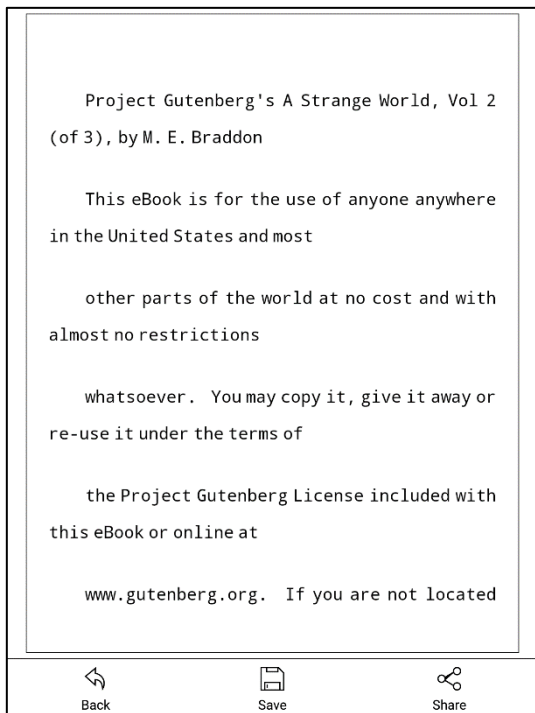 Project Gutenberg's A Strange World, Vol 2
(of 3), by M. E. Braddon
This eBook is for the use of anyone anywhere
in the United States and most
other parts of the world at no cost and with
almost no restrictions
whatsoever.  You may copy it, give it away or
re-use it under the terms of
the Project Gutenberg License included with
this eBook or online at
www.gutenberg.org.  If you are not located
Back Save Share